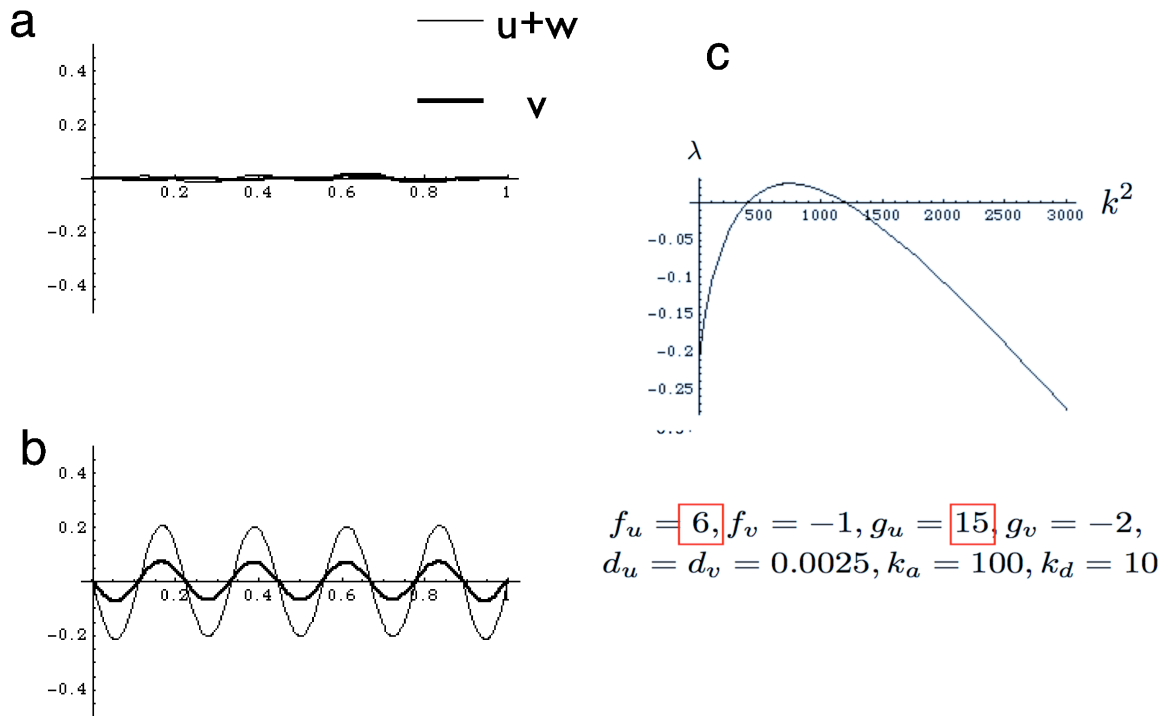 a
u+w
v
0.4
0.2
-0.2
-0.4
0.2 0.4 0.6 0.8 1
b
0.4
0.2
-0.2
-0.4
0.2 0.4 0.6 0.8 1
c
λ
k²
500 1000 1500 2000 2500 3000
-0.05
-0.1
-0.15
-0.2
-0.25
f_u = 6, f_v = −1, g_u = 15, g_v = −2,
d_u = d_v = 0.0025, k_a = 100, k_d = 10